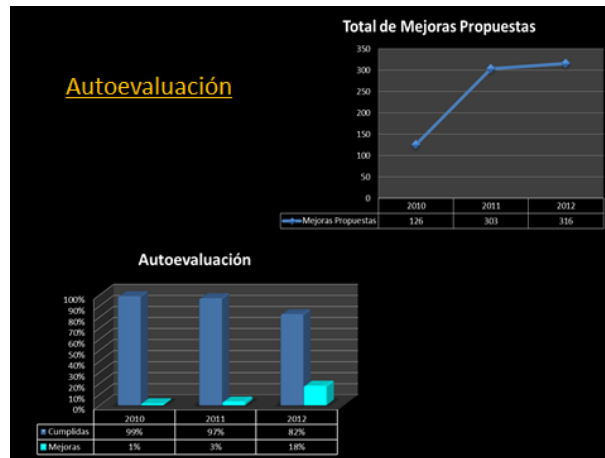 Total de Mejoras Propuestas
Autoevaluación
350
300
250
200
150
100
50
0
2010 2011 2012
Mejoras Propuestas 126 303 316
Autoevaluación
100%
90%
80%
70%
60%
50%
40%
30%
20%
10%
0%
2010 2011 2012
Cumplidas 99% 97% 82%
Mejoras 1% 3% 18%